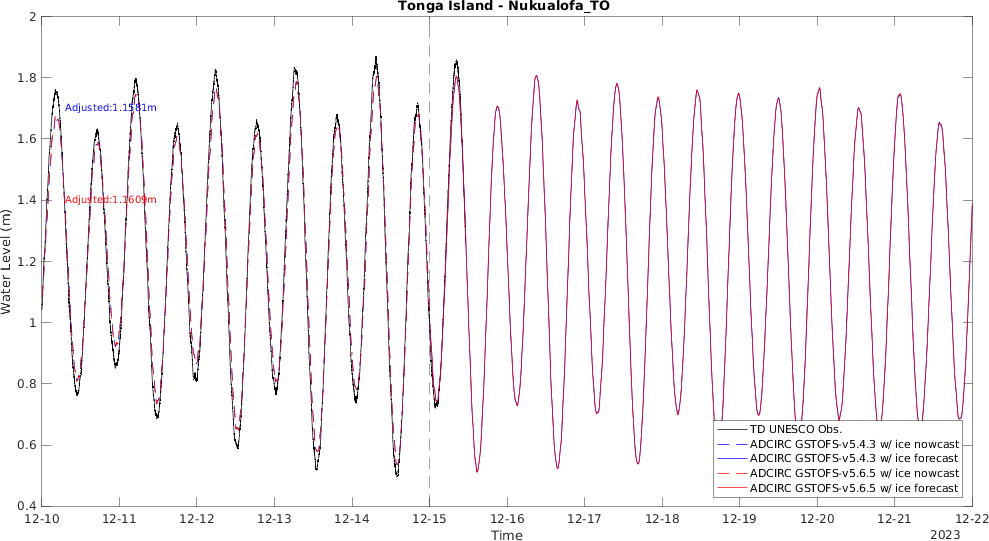 Tonga Island - Nukualofa_TO
2
1.8
1.6
1.4
1.2
1
0.8
0.6
0.4
Water Level (m)
Adjusted:1.1581m
Adjusted:1.1609m
TD UNESCO Obs.
ADCIRC GSTOFS-v5.4.3 w/ ice nowcast
ADCIRC GSTOFS-v5.4.3 w/ ice forecast
ADCIRC GSTOFS-v5.6.5 w/ ice nowcast
ADCIRC GSTOFS-v5.6.5 w/ ice forecast
12-10 12-11 12-12 12-13 12-14 12-15 12-16 12-17 12-18 12-19 12-20 12-21 12-22
Time
2023